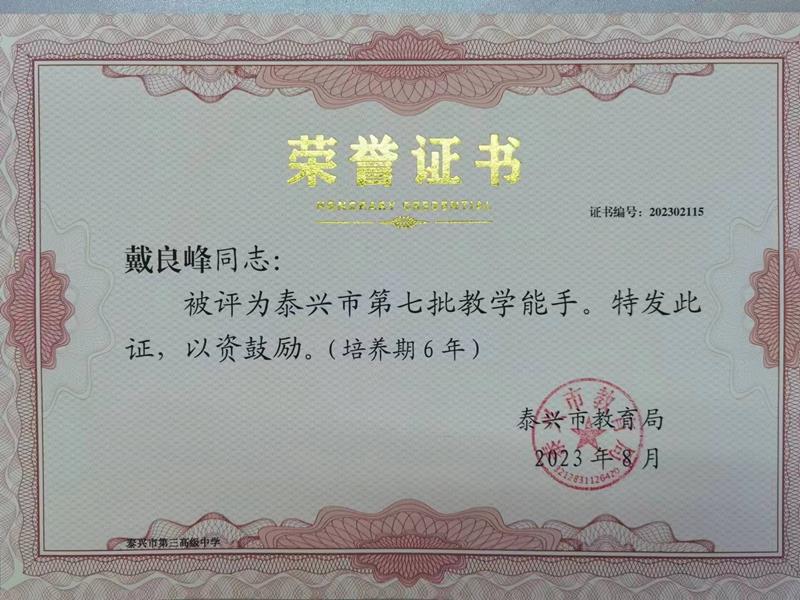 荣誉证书
HONORARY CREDENTIAL
证书编号：202302115
戴良峰同志：
被评为泰兴市第七批教学能手。特发此
证，以资鼓励。（培养期6年）
泰兴市教育局
2023年8月
泰兴市第三高级中学